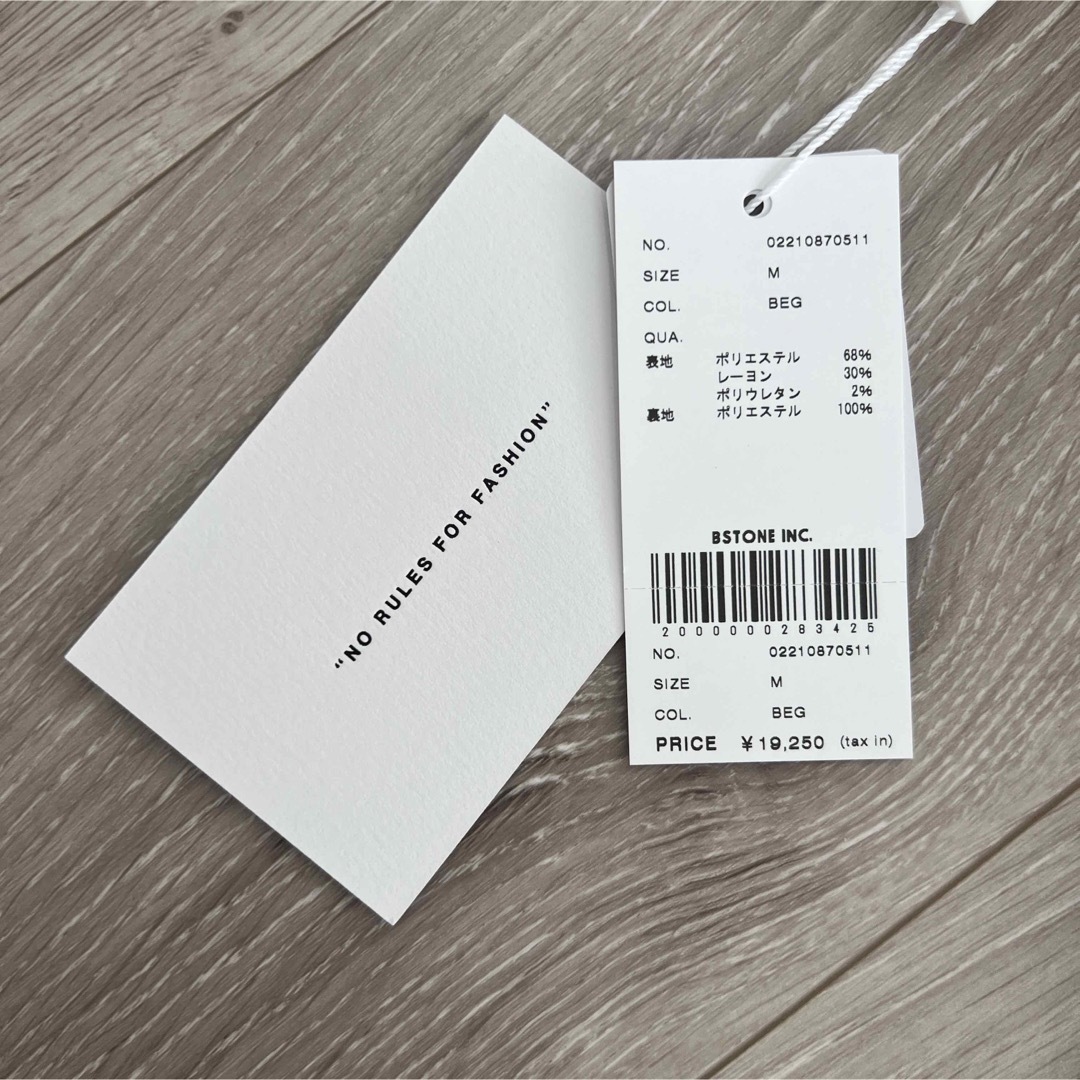 “NO RULES FOR FASHION”
NO. 02210870511
SIZE M
COL. BEG
QUA.
表地 ポリエステル 68%
レーヨン 30%
ポリウレタン 2%
裏地 ポリエステル 100%
BSTONE INC.
2000000283425
NO. 02210870511
SIZE M
COL. BEG
PRICE ¥19,250 (tax in)